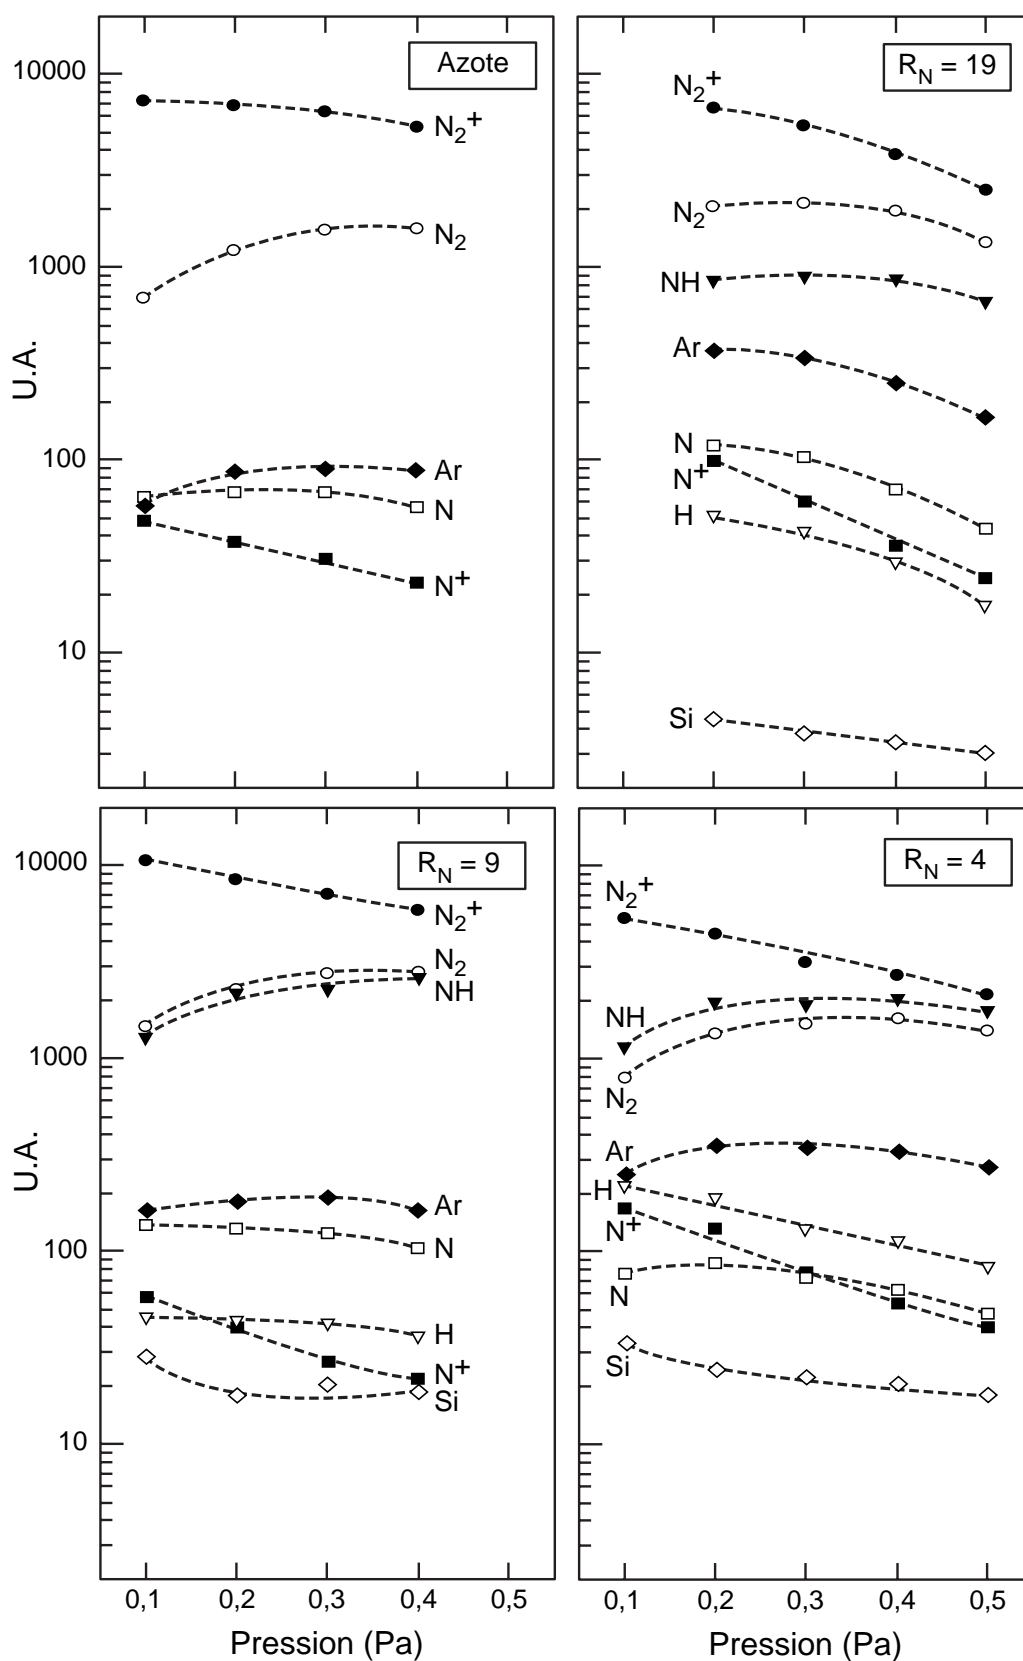 Azote
10000
1000
100
10
U.A.
N2+
N2
Ar
N
N+
RN = 19
N2+
N2
NH
Ar
N
N+
H
Si
RN = 9
10000
1000
100
10
U.A.
N2+
N2
NH
Ar
N
H
N+
Si
0,1 0,2 0,3 0,4 0,5
Pression (Pa)
RN = 4
N2+
NH
N2
Ar
H
N+
N
Si
0,1 0,2 0,3 0,4 0,5
Pression (Pa)